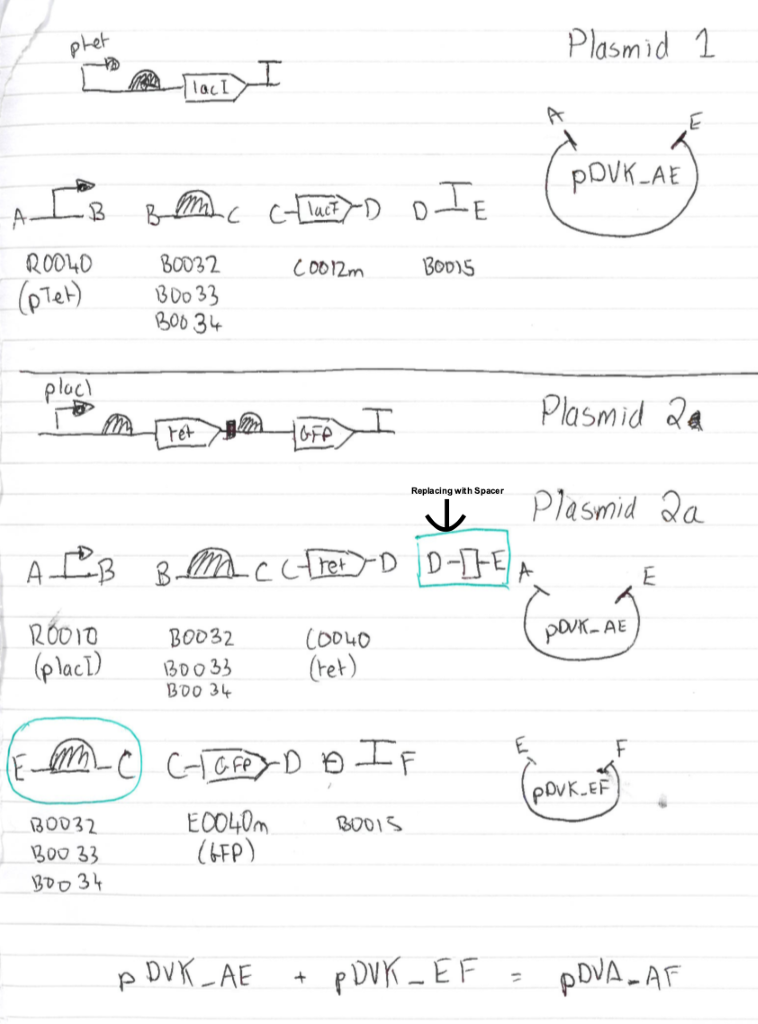 ptet
Plasmid 1
lacI
A E
pDVK_AE
A B B C C lacI D D E
R0040 B0032 C0012m B0015
(pTet) B0033
B0034
placI
Plasmid 2
tet GFP
Replacing with Spacer
Plasmid 2a
A B B C C tet D D E
A E
pDVK_AE
R0010 B0032 C0040
(placI) B0033 (tet)
B0034
E C C GFP D D F
E F
pDVK_EF
B0032 E0040m B0015
B0033 (GFP)
B0034
pDVK_AE + pDVK_EF = pDVA_AF